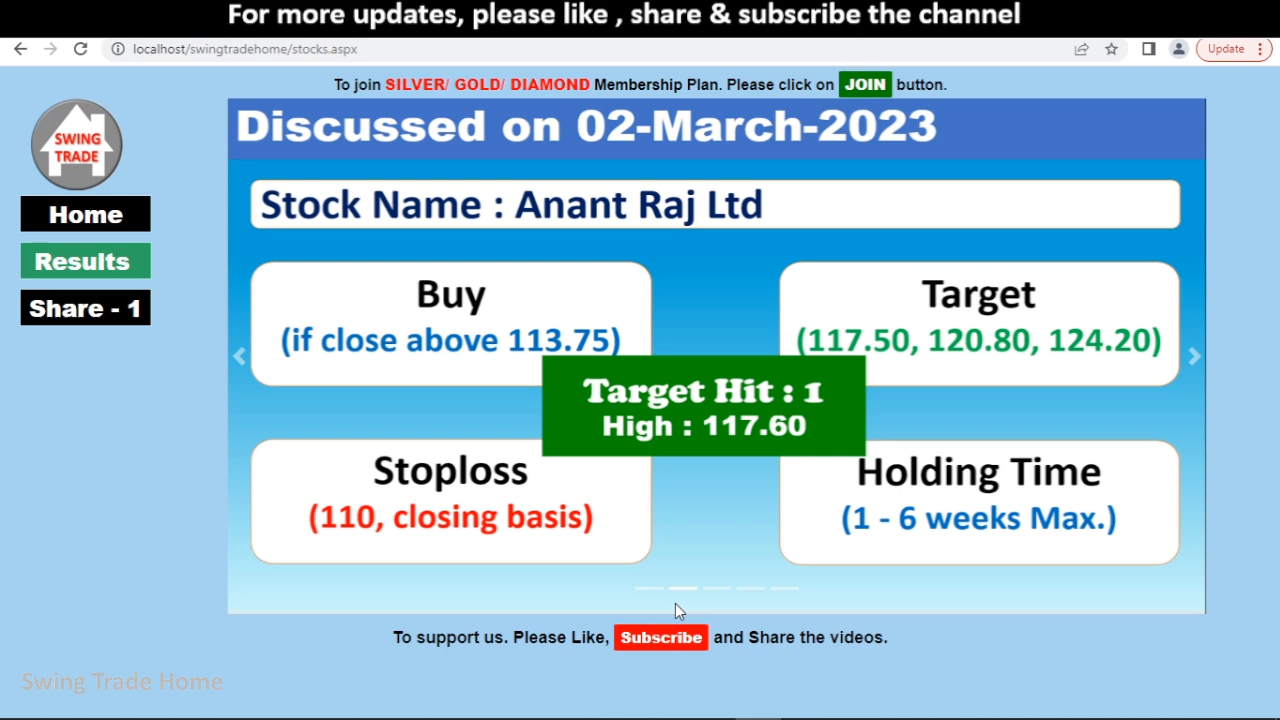 For more updates, please like , share & subscribe the channel
localhost/swingtradehome/stocks.aspx
Update
To join SILVER/ GOLD/ DIAMOND Membership Plan. Please click on JOIN button.
SWING
TRADE
Home
Results
Share - 1
Discussed on 02-March-2023
Stock Name : Anant Raj Ltd
Buy
(if close above 113.75)
Target
(117.50, 120.80, 124.20)
Target Hit : 1
High : 117.60
Stoploss
(110, closing basis)
Holding Time
(1 - 6 weeks Max.)
To support us. Please Like, Subscribe and Share the videos.
Swing Trade Home